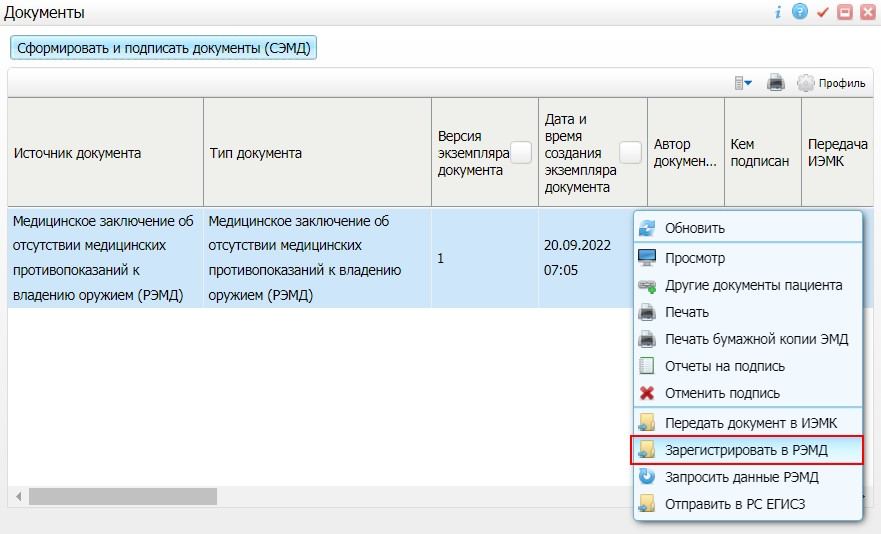 Документы
Сформировать и подписать документы (СЭМД)
Профиль
Источник документа
Тип документа
Версия
экземпляра
документа
Дата и
время
создания
экземпляра
документа
Автор
докумен...
Кем
подписан
Передача
ИЭМК
Медицинское заключение об
отсутствии медицинских
противопоказаний к
владению оружием (РЭМД)
Медицинское заключение об
отсутствии медицинских
противопоказаний к владению
оружием (РЭМД)
1
20.09.2022
07:05
Обновить
Просмотр
Другие документы пациента
Печать
Печать бумажной копии ЭМД
Отчеты на подпись
Отменить подпись
Передать документ в ИЭМК
Зарегистрировать в РЭМД
Запросить данные РЭМД
Отправить в РС ЕГИСЗ